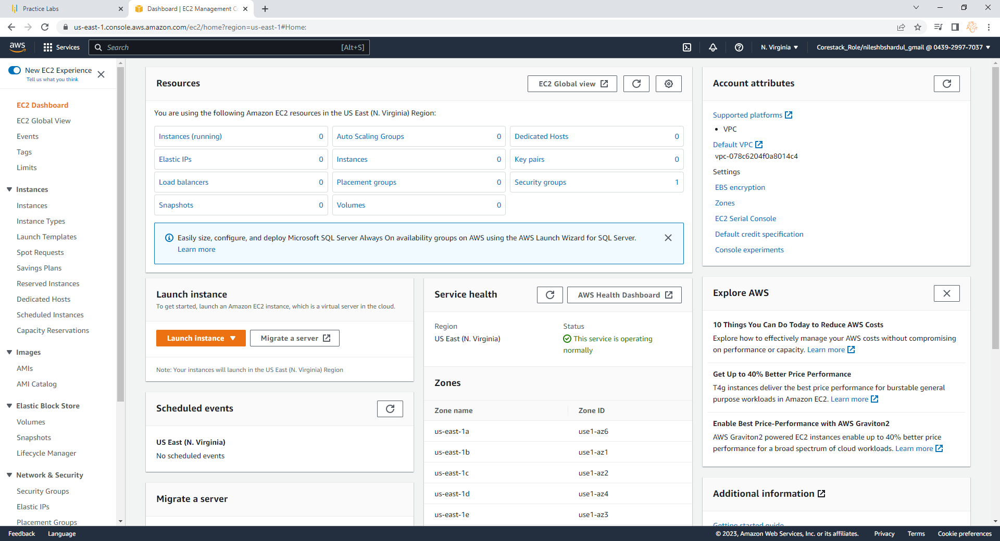 Practice Labs
Dashboard | EC2 Management C
us-east-1.console.aws.amazon.com/ec2/home?region=us-east-1#Home:
aws
Services
Search
[Alt+S]
N. Virginia
Corestack_Role/nileshbshardul_gmail @ 0439-2997-7037
New EC2 Experience
Tell us what you think
EC2 Dashboard
EC2 Global View
Events
Tags
Limits
Instances
Instances
Instance Types
Launch Templates
Spot Requests
Savings Plans
Reserved Instances
Dedicated Hosts
Scheduled Instances
Capacity Reservations
Images
AMIs
AMI Catalog
Elastic Block Store
Volumes
Snapshots
Lifecycle Manager
Network & Security
Security Groups
Elastic IPs
Placement Groups
Resources
EC2 Global view
You are using the following Amazon EC2 resources in the US East (N. Virginia) Region:
Instances (running) 0
Auto Scaling Groups 0
Dedicated Hosts 0
Elastic IPs 0
Instances 0
Key pairs 0
Load balancers 0
Placement groups 0
Security groups 1
Snapshots 0
Volumes 0
Easily size, configure, and deploy Microsoft SQL Server Always On availability groups on AWS using the AWS Launch Wizard for SQL Server.
Learn more
Launch instance
To get started, launch an Amazon EC2 instance, which is a virtual server in the cloud.
Launch instance
Migrate a server
Note: Your instances will launch in the US East (N. Virginia) Region
Scheduled events
US East (N. Virginia)
No scheduled events
Migrate a server
Service health
AWS Health Dashboard
Region
US East (N. Virginia)
Status
This service is operating
normally
Zones
Zone name Zone ID
us-east-1a use1-az6
us-east-1b use1-az1
us-east-1c use1-az2
us-east-1d use1-az4
us-east-1e use1-az3
Account attributes
Supported platforms
• VPC
Default VPC
vpc-078c6204f0a8014c4
Settings
EBS encryption
Zones
EC2 Serial Console
Default credit specification
Console experiments
Explore AWS
10 Things You Can Do Today to Reduce AWS Costs
Explore how to effectively manage your AWS costs without compromising
on performance or capacity. Learn more
Get Up to 40% Better Price Performance
T4g instances deliver the best price performance for burstable general
purpose workloads in Amazon EC2. Learn more
Enable Best Price-Performance with AWS Graviton2
AWS Graviton2 powered EC2 instances enable up to 40% better price
performance for a broad spectrum of cloud workloads. Learn more
Additional information
Getting started guide
Feedback
Language
© 2023, Amazon Web Services, Inc. or its affiliates.
Privacy
Terms
Cookie preferences